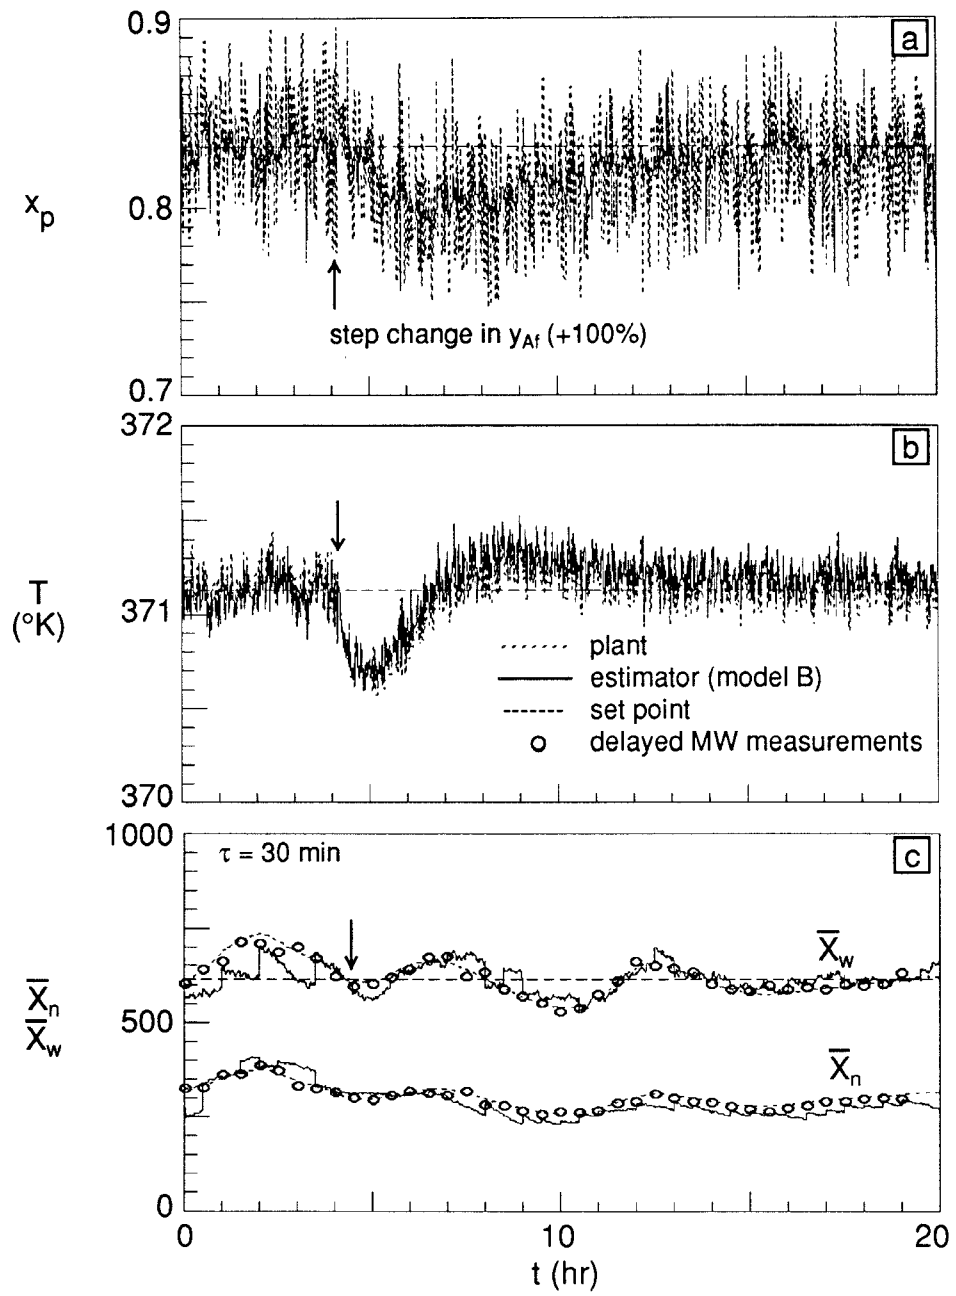 0.9
a
x_p
0.8
step change in y_Af (+100%)
0.7
372
b
T
(°K)
371
plant
estimator (model B)
set point
delayed MW measurements
370
1000
τ = 30 min
c
X̅_w
X̅_n
X̅_w
500
X̅_n
0
0 10 20
t (hr)